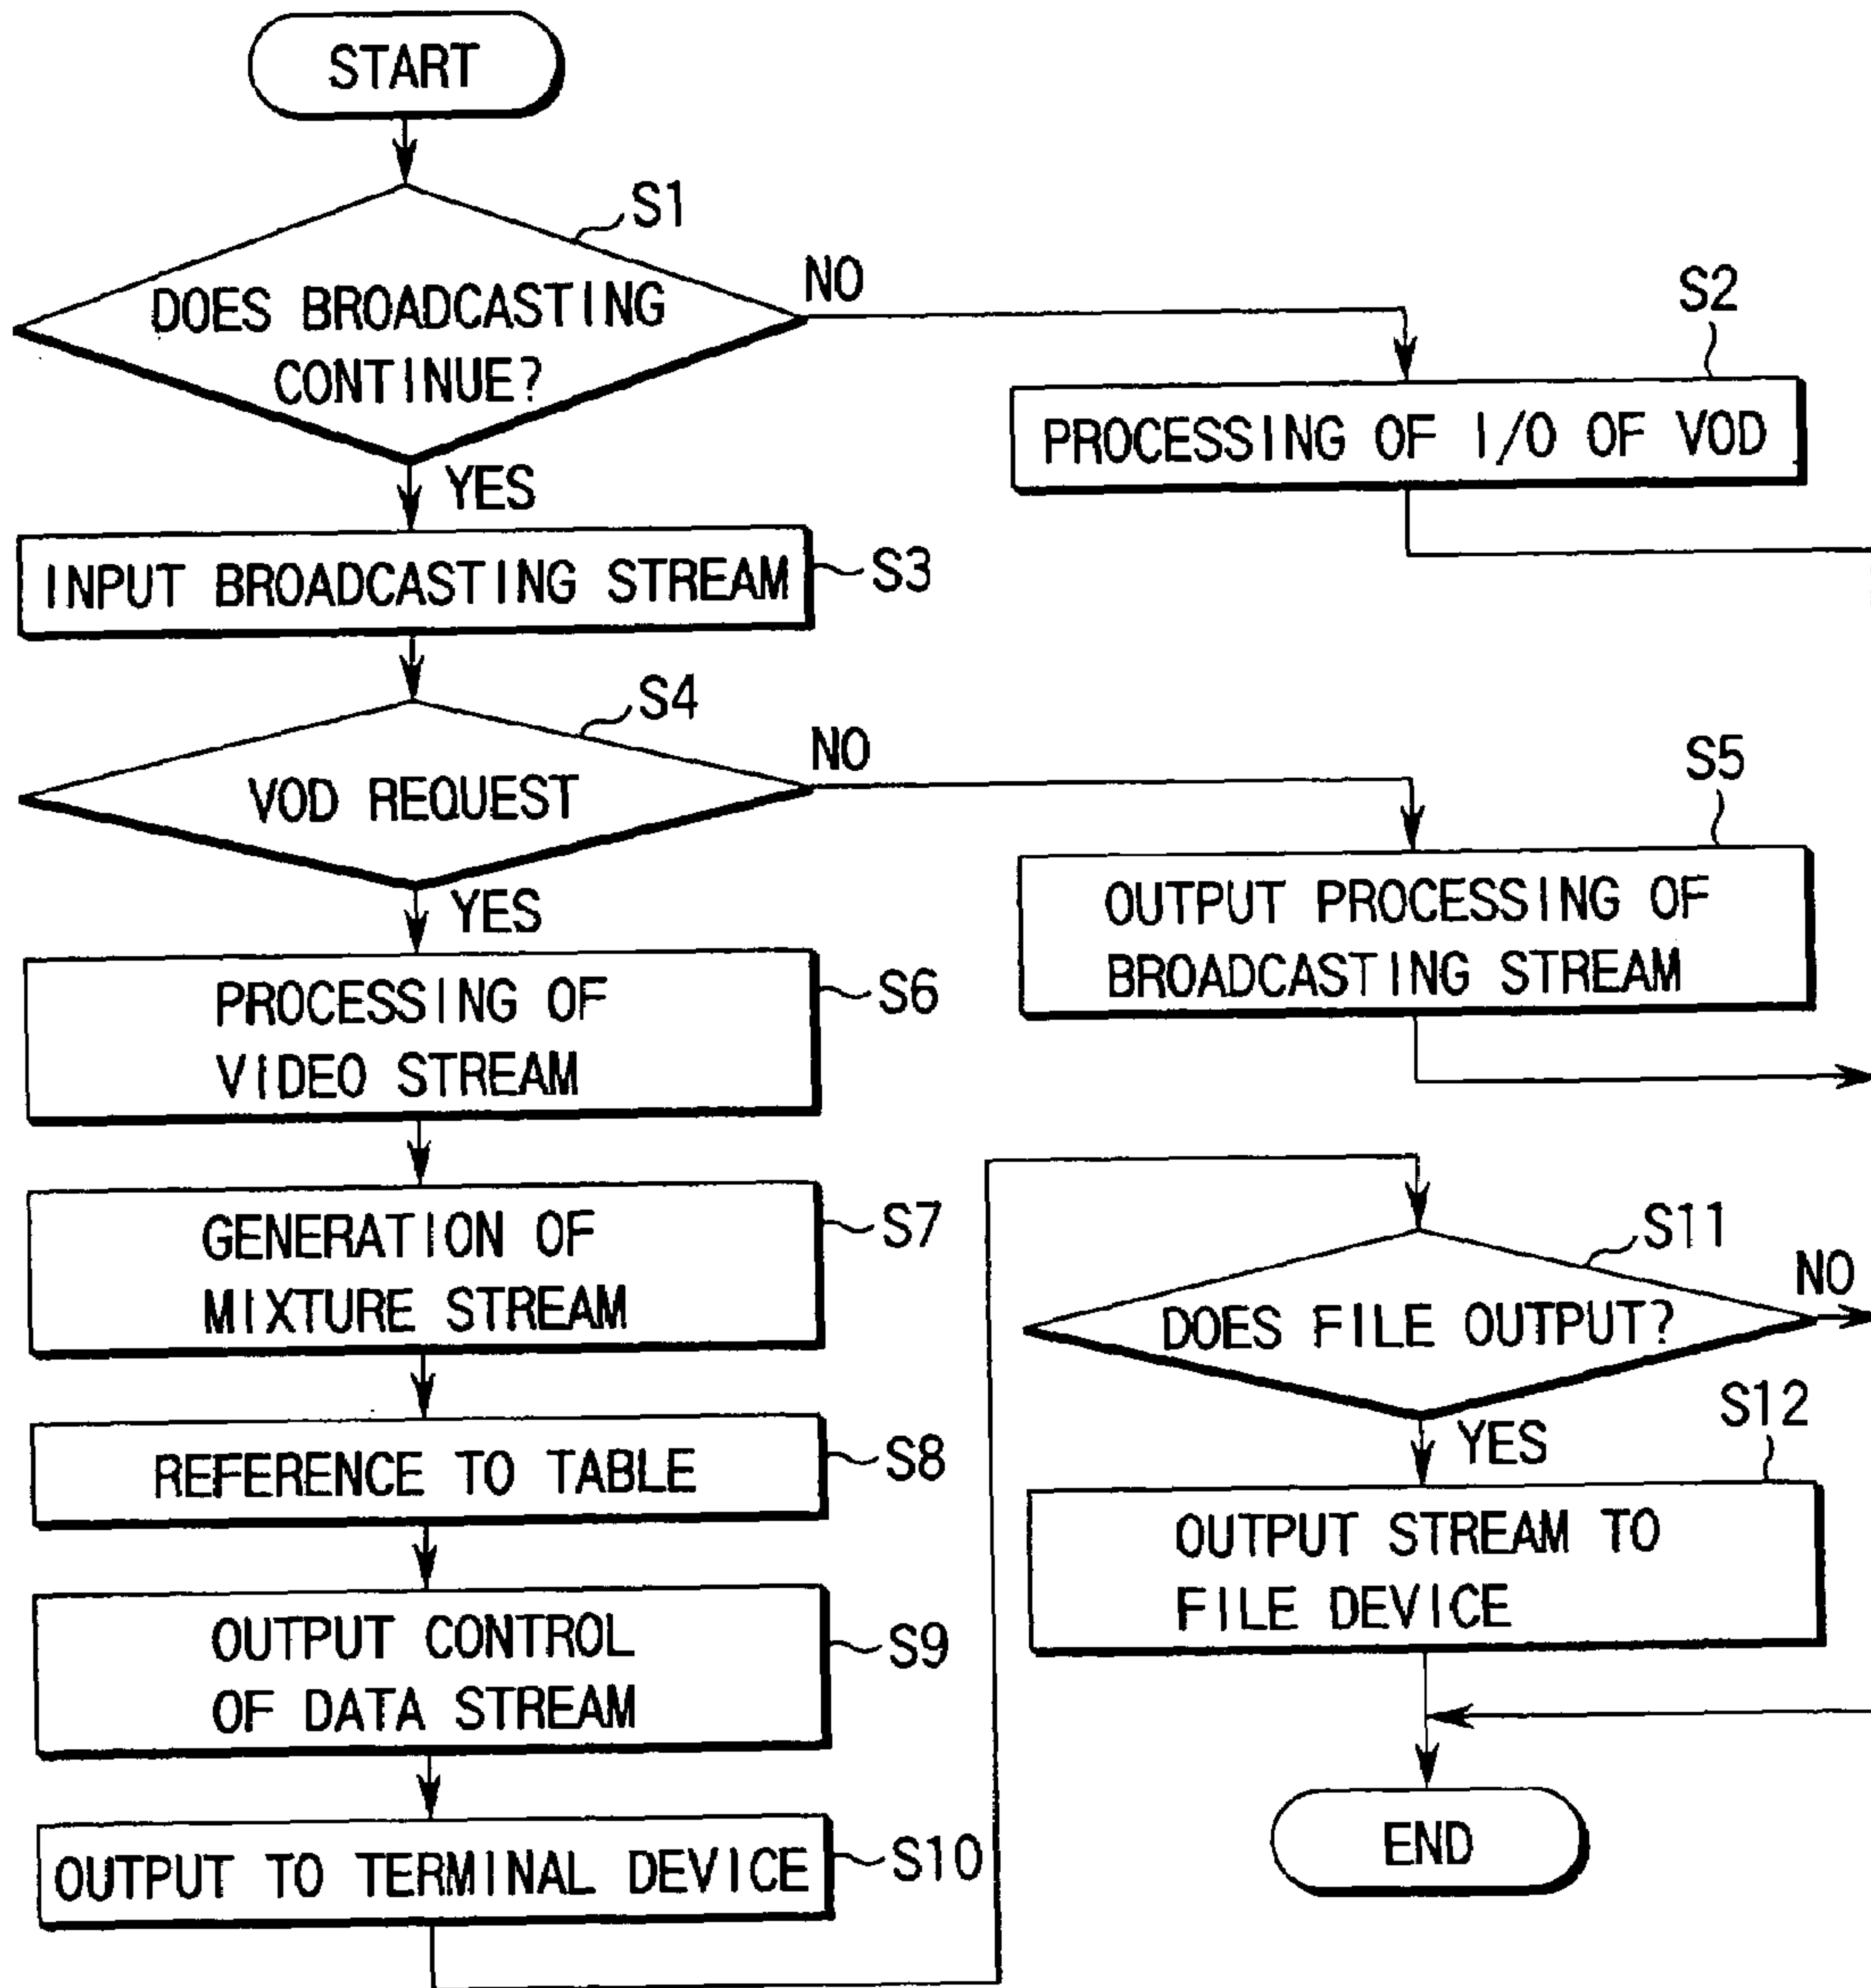 START
S1
DOES BROADCASTING
CONTINUE?
NO
YES
S2
PROCESSING OF I/O OF VOD
INPUT BROADCASTING STREAM
S3
S4
VOD REQUEST
NO
YES
S5
OUTPUT PROCESSING OF
BROADCASTING STREAM
PROCESSING OF
VIDEO STREAM
S6
GENERATION OF
MIXTURE STREAM
S7
REFERENCE TO TABLE
S8
OUTPUT CONTROL
OF DATA STREAM
S9
OUTPUT TO TERMINAL DEVICE
S10
S11
DOES FILE OUTPUT?
NO
YES
S12
OUTPUT STREAM TO
FILE DEVICE
END